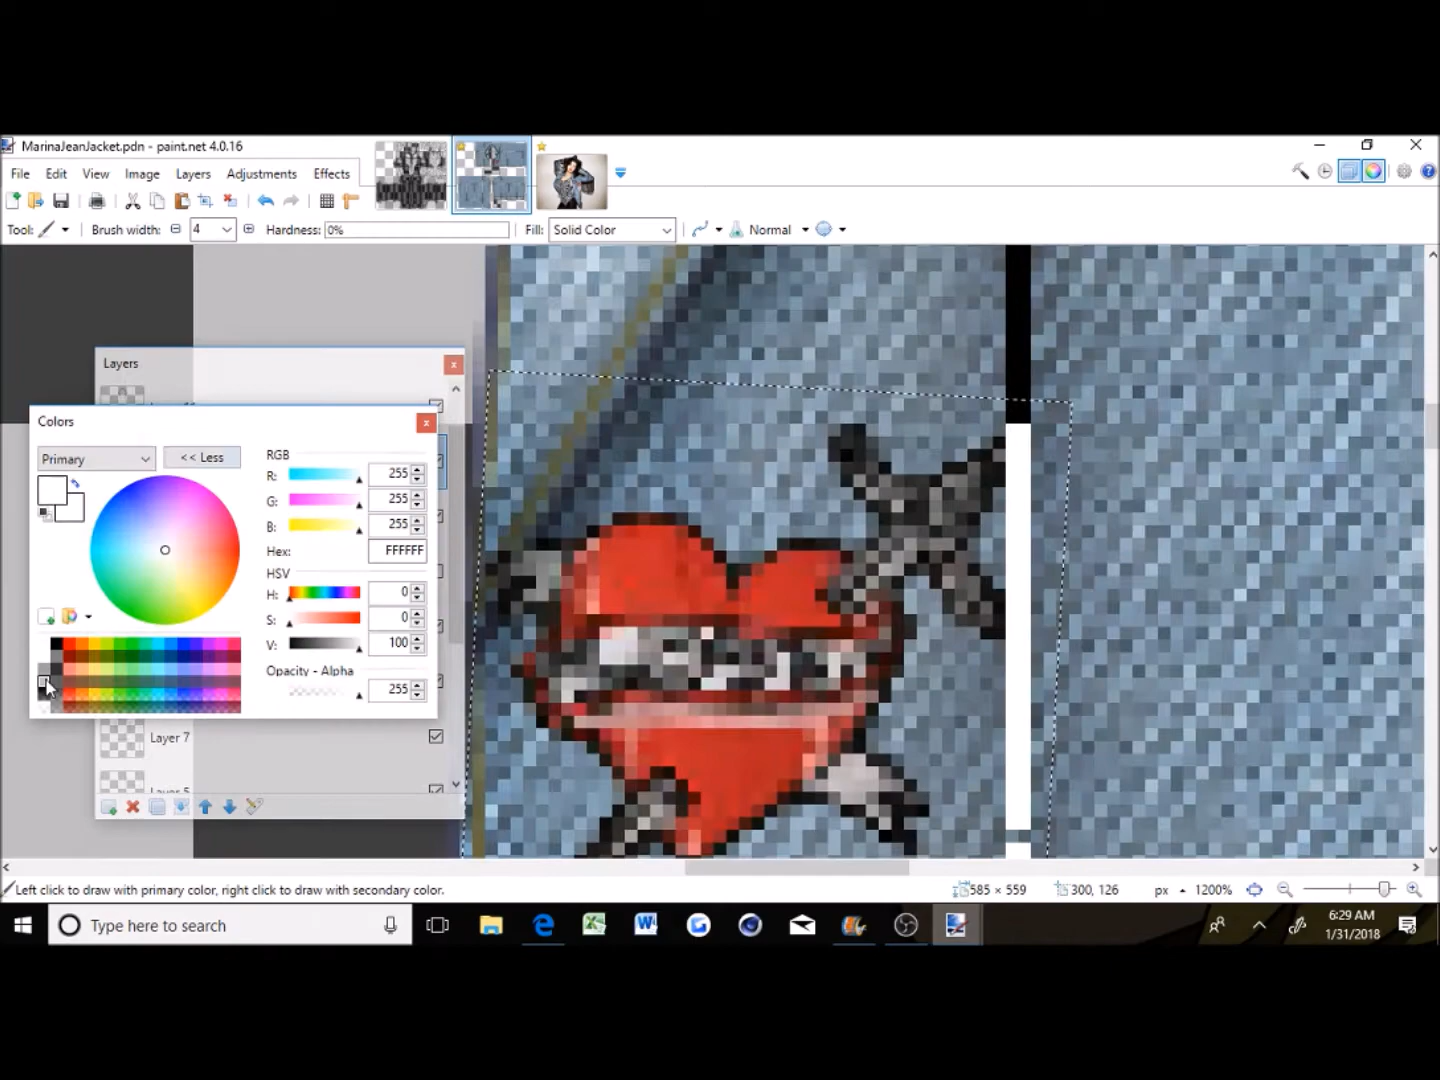 MarinaJeanJacket.pdn - paint.net 4.0.16
File Edit View Image Layers Adjustments Effects
Tool: Brush width: 4 Hardness: 0% Fill: Solid Color Normal
Layers
Colors
Primary << Less
RGB
R: 255
G: 255
B: 255
Hex: FFFFFF
HSV
H: 0
S: 0
V: 100
Opacity - Alpha
255
Layer 7
Layer 5
Left click to draw with primary color, right click to draw with secondary color. 585 × 559 300, 126 px 1200%
Type here to search
6:29 AM
1/31/2018